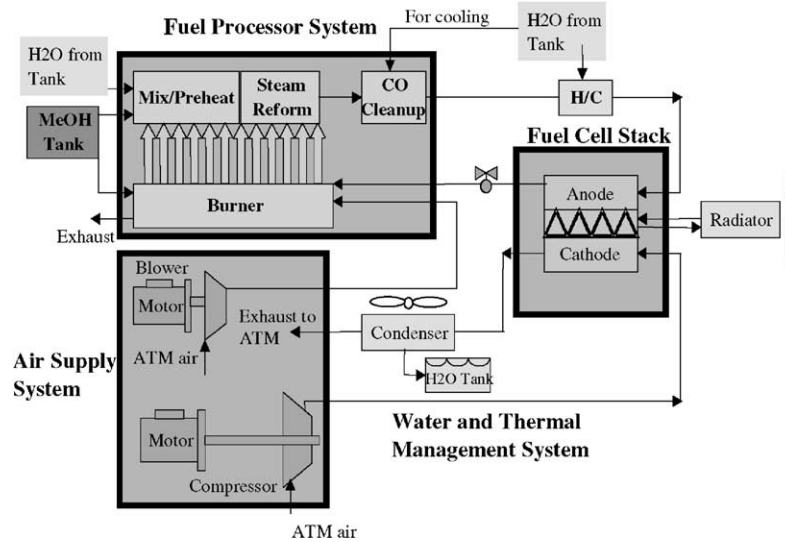 Fuel Processor System
For cooling
H2O from
Tank
H2O from
Tank
MeOH
Tank
Mix/Preheat
Steam
Reform
CO
Cleanup
H/C
Fuel Cell Stack
Burner
Exhaust
Anode
Cathode
Radiator
Blower
Motor
ATM air
Exhaust to
ATM
Condenser
H2O Tank
Air Supply
System
Motor
Compressor
ATM air
Water and Thermal
Management System